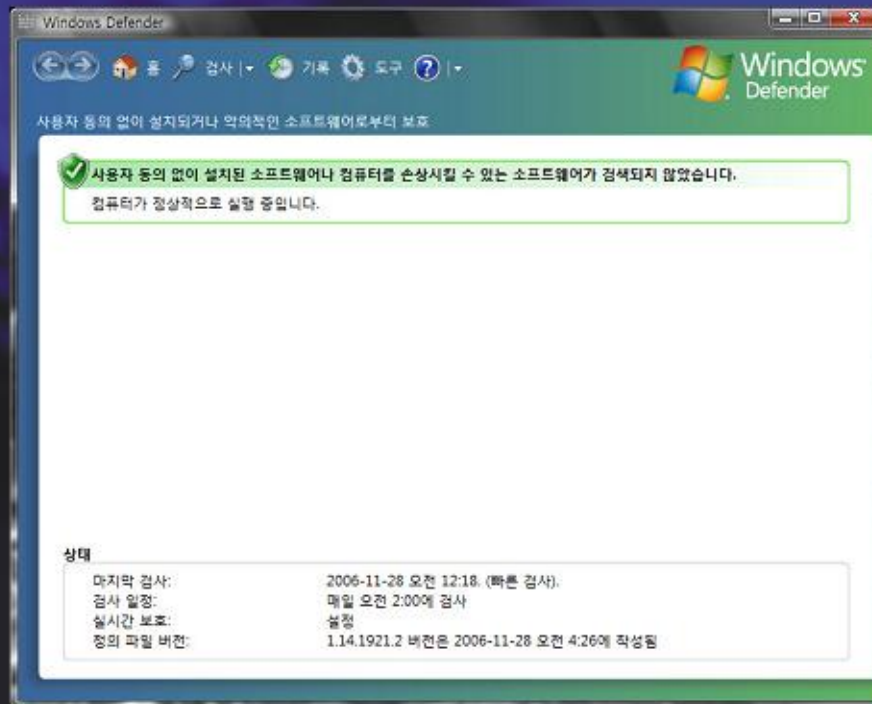 Windows Defender
홈 검사 기록 도구 ?
Windows
Defender
사용자 동의 없이 설치되거나 악의적인 소프트웨어로부터 보호
사용자 동의 없이 설치된 소프트웨어나 컴퓨터를 손상시킬 수 있는 소프트웨어가 검색되지 않았습니다.
컴퓨터가 정상적으로 실행 중입니다.
상태
마지막 검사: 2006-11-28 오전 12:18. (빠른 검사).
검사 일정: 매일 오전 2:00에 검사
실시간 보호: 설정
정의 파일 버전: 1.14.1921.2 버전은 2006-11-28 오전 4:26에 작성됨